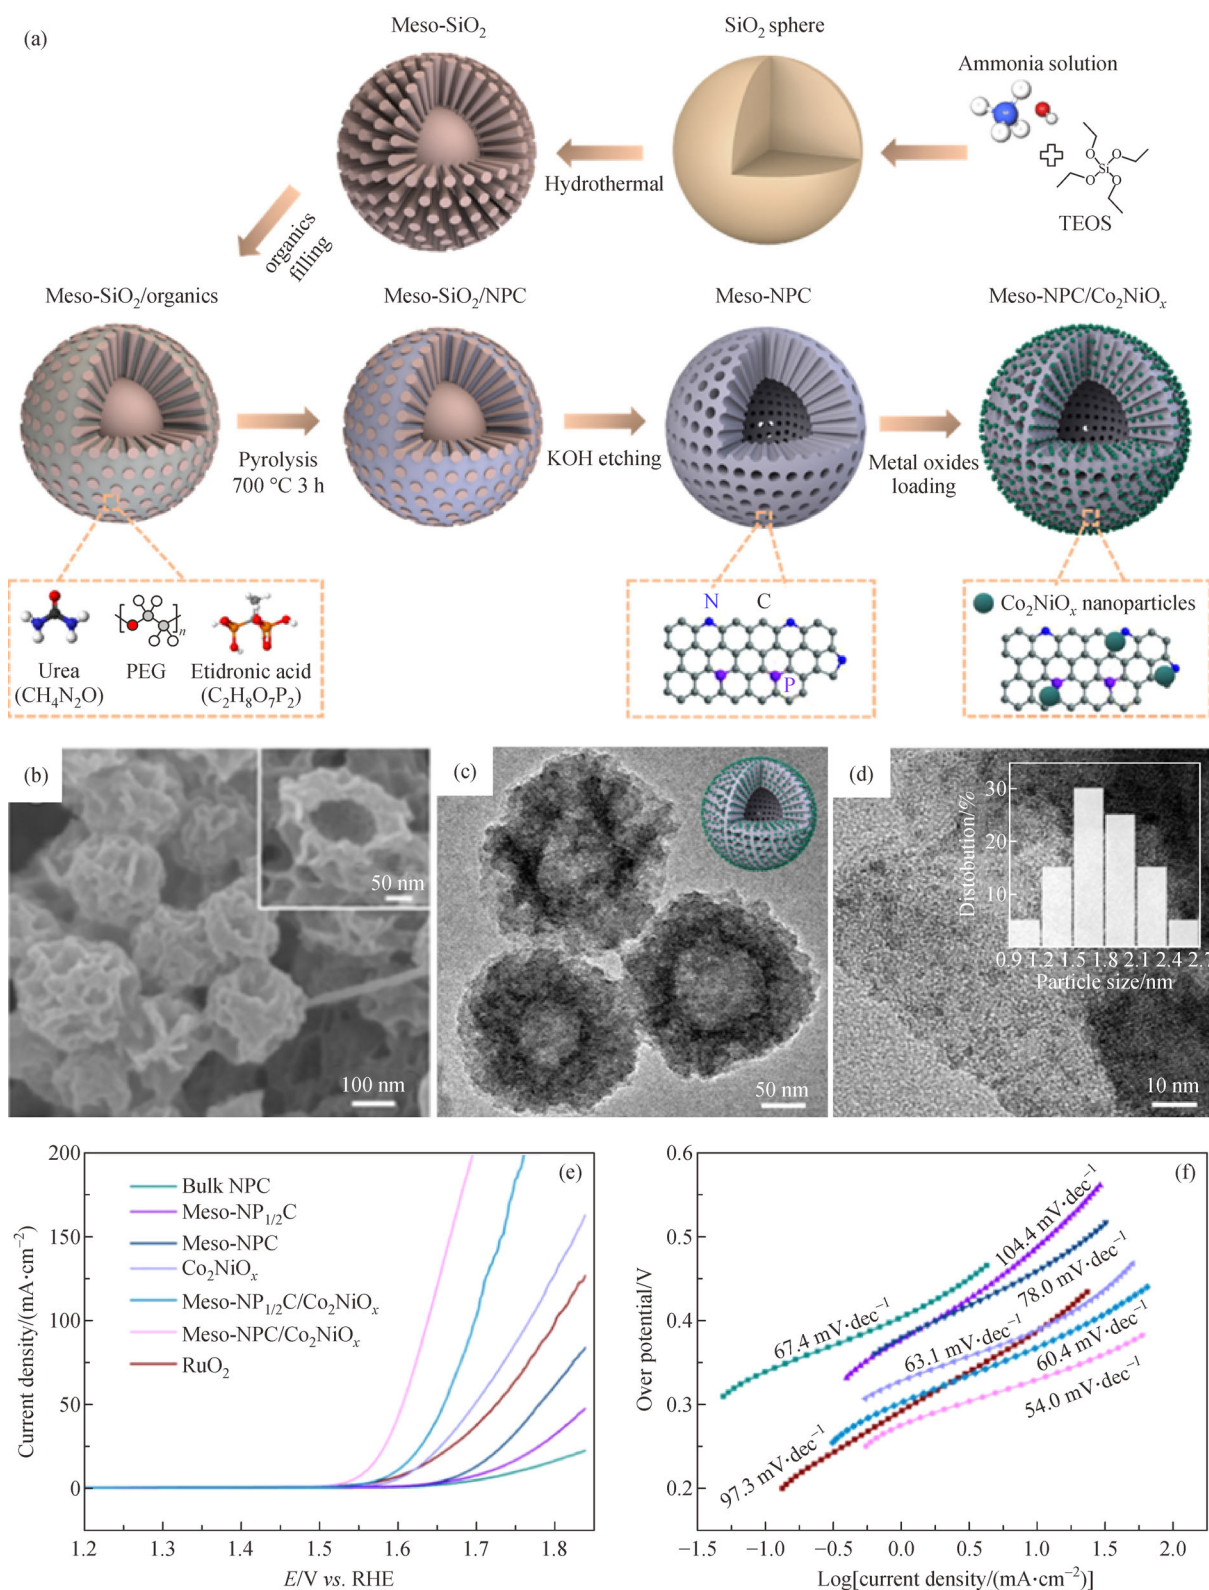 (a)
Meso-SiO₂
SiO₂ sphere
Ammonia solution
Si
O
O
O
O
TEOS
Hydrothermal
organics
filling
Meso-SiO₂/organics
Meso-SiO₂/NPC
Meso-NPC
Meso-NPC/Co₂NiOₓ
Pyrolysis
700 °C 3 h
KOH etching
Metal oxides
loading
n
Urea
(CH₄N₂O)
PEG
Etidronic acid
(C₂H₈O₇P₂)
N
C
P
Co₂NiOₓ nanoparticles
(b)
50 nm
100 nm
(c)
50 nm
(d)
Distobution/%
30
20
10
0.9 1.2 1.5 1.8 2.1 2.4 2.7
Particle size/nm
10 nm
(e)
Current density/(mA·cm⁻²)
200
150
100
50
0
Bulk NPC
Meso-NP₁/₂C
Meso-NPC
Co₂NiOₓ
Meso-NP₁/₂C/Co₂NiOₓ
Meso-NPC/Co₂NiOₓ
RuO₂
1.2 1.3 1.4 1.5 1.6 1.7 1.8
E/V vs. RHE
(f)
Over potential/V
0.6
0.5
0.4
0.3
0.2
104.4 mV·dec⁻¹
78.0 mV·dec⁻¹
67.4 mV·dec⁻¹
63.1 mV·dec⁻¹
60.4 mV·dec⁻¹
54.0 mV·dec⁻¹
97.3 mV·dec⁻¹
−1.5 −1.0 −0.5 0.0 0.5 1.0 1.5 2.0
Log[current density/(mA·cm⁻²)]